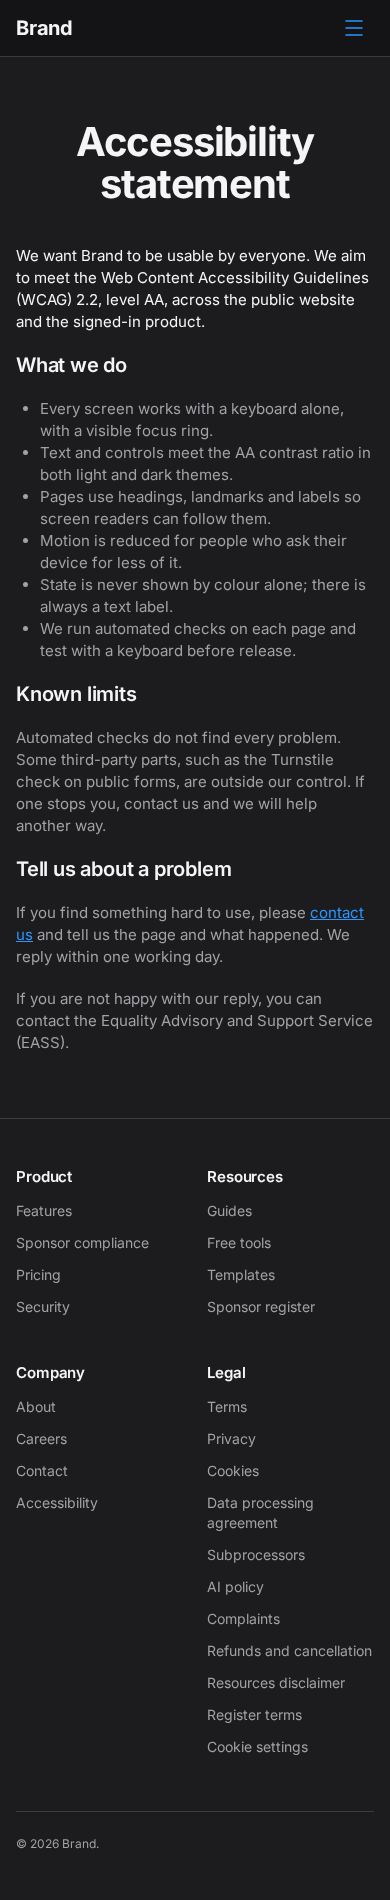 Brand
Accessibility
statement
We want Brand to be usable by everyone. We aim
to meet the Web Content Accessibility Guidelines
(WCAG) 2.2, level AA, across the public website
and the signed-in product.
What we do
• Every screen works with a keyboard alone,
with a visible focus ring.
• Text and controls meet the AA contrast ratio in
both light and dark themes.
• Pages use headings, landmarks and labels so
screen readers can follow them.
• Motion is reduced for people who ask their
device for less of it.
• State is never shown by colour alone; there is
always a text label.
• We run automated checks on each page and
test with a keyboard before release.
Known limits
Automated checks do not find every problem.
Some third-party parts, such as the Turnstile
check on public forms, are outside our control. If
one stops you, contact us and we will help
another way.
Tell us about a problem
If you find something hard to use, please contact
us and tell us the page and what happened. We
reply within one working day.
If you are not happy with our reply, you can
contact the Equality Advisory and Support Service
(EASS).
Product
Features
Sponsor compliance
Pricing
Security
Resources
Guides
Free tools
Templates
Sponsor register
Company
About
Careers
Contact
Accessibility
Legal
Terms
Privacy
Cookies
Data processing
agreement
Subprocessors
AI policy
Complaints
Refunds and cancellation
Resources disclaimer
Register terms
Cookie settings
© 2026 Brand.